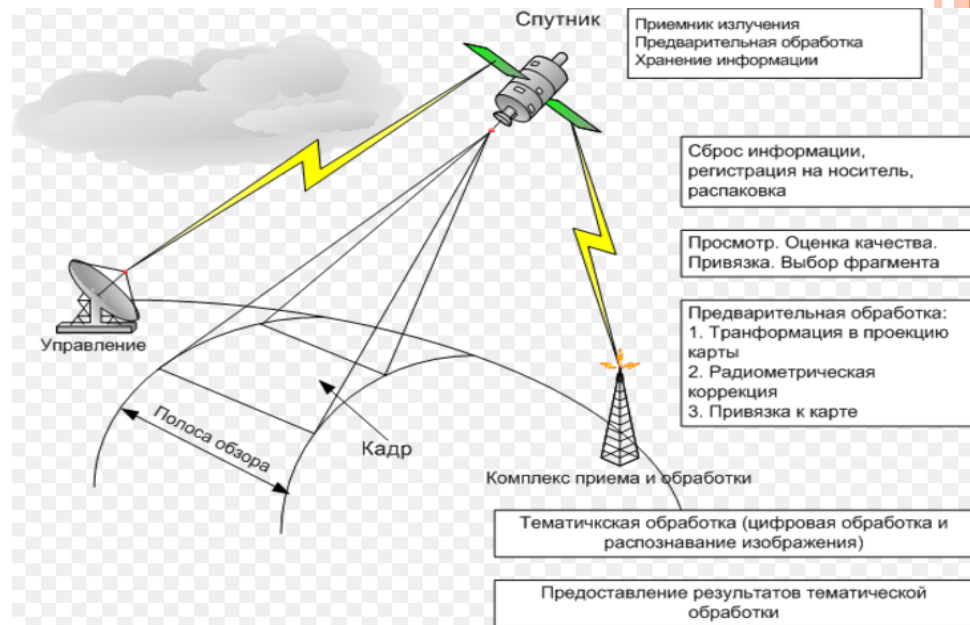 Спутник
Приемник излучения
Предварительная обработка
Хранение информации
Сброс информации,
регистрация на носитель,
распаковка
Просмотр. Оценка качества.
Привязка. Выбор фрагмента
Предварительная обработка:
1. Транформация в проекцию
карты
2. Радиометрическая
коррекция
3. Привязка к карте
Управление
Полоса обзора
Кадр
Комплекс приема и обработки
Тематичкская обработка (цифровая обработка и
распознавание изображения)
Предоставление результатов тематической
обработки